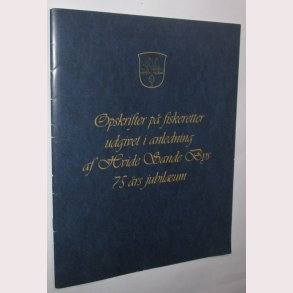 Opskrifter på fiskeretter
udgivet i anledning
af Hvide Sande Bys
75 års jubilæum